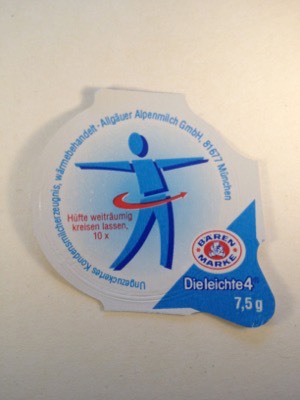 Ungezuckertes Kondensmilcherzeugnis, wärmebehandelt - Allgäuer Alpenmilch GmbH, 81677 München
Hüfte weiträumig
kreisen lassen,
10 x
BÄREN
MARKE
Die leichte 4®
7,5 g